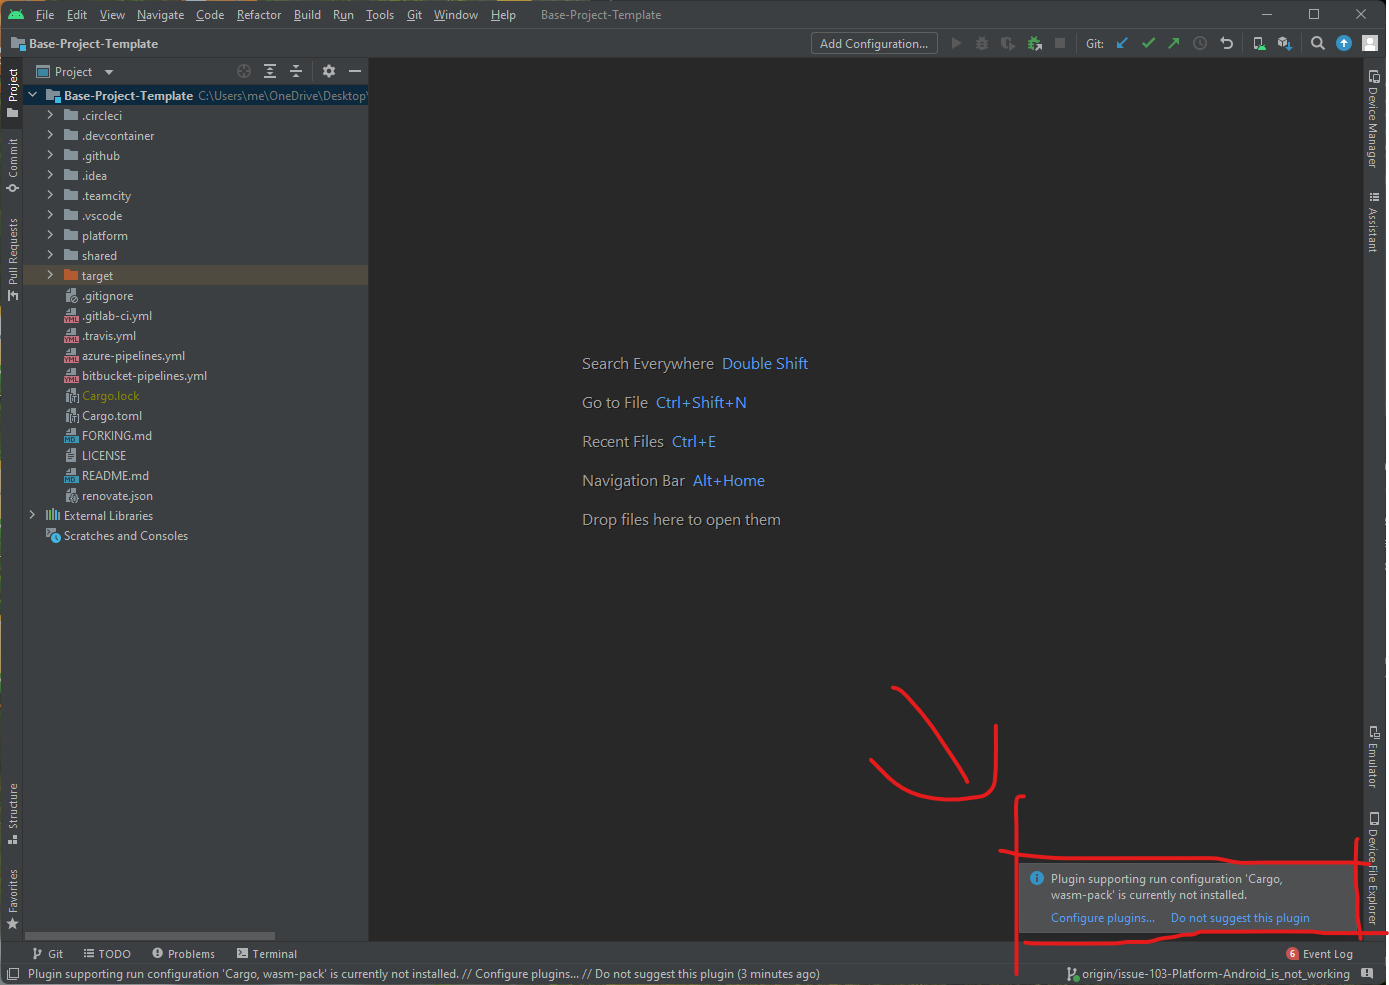 File Edit View Navigate Code Refactor Build Run Tools Git Window Help Base-Project-Template
Base-Project-Template Add Configuration... Git:
Project
Project
Commit
Pull Requests
Structure
Favorites
Base-Project-Template C:\Users\me\OneDrive\Desktop\
.circleci
.devcontainer
.github
.idea
.teamcity
.vscode
platform
shared
target
.gitignore
.gitlab-ci.yml
.travis.yml
azure-pipelines.yml
bitbucket-pipelines.yml
Cargo.lock
Cargo.toml
FORKING.md
LICENSE
README.md
renovate.json
External Libraries
Scratches and Consoles
Search Everywhere Double Shift
Go to File Ctrl+Shift+N
Recent Files Ctrl+E
Navigation Bar Alt+Home
Drop files here to open them
Device Manager
Assistant
Emulator
Device File Explorer
Plugin supporting run configuration 'Cargo,
wasm-pack' is currently not installed.
Configure plugins... Do not suggest this plugin
Git TODO Problems Terminal 6 Event Log
Plugin supporting run configuration 'Cargo, wasm-pack' is currently not installed. // Configure plugins... // Do not suggest this plugin (3 minutes ago) origin/issue-103-Platform-Android_is_not_working